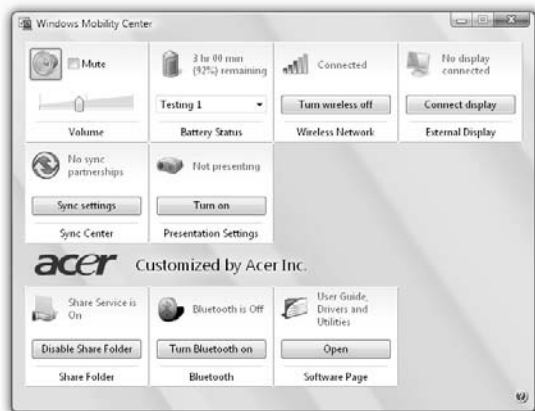 Windows Mobility Center
Mute
Volume
3 hr 00 min
(92%) remaining
Testing 1
Battery Status
Connected
Turn wireless off
Wireless Network
No display
connected
Connect display
External Display
No sync
partnerships
Sync settings
Sync Center
Not presenting
Turn on
Presentation Settings
acer Customized by Acer Inc.
Share Service is
On
Disable Share Folder
Share Folder
Bluetooth is Off
Turn Bluetooth on
Bluetooth
User Guide,
Drivers and
Utilities
Open
Software Page